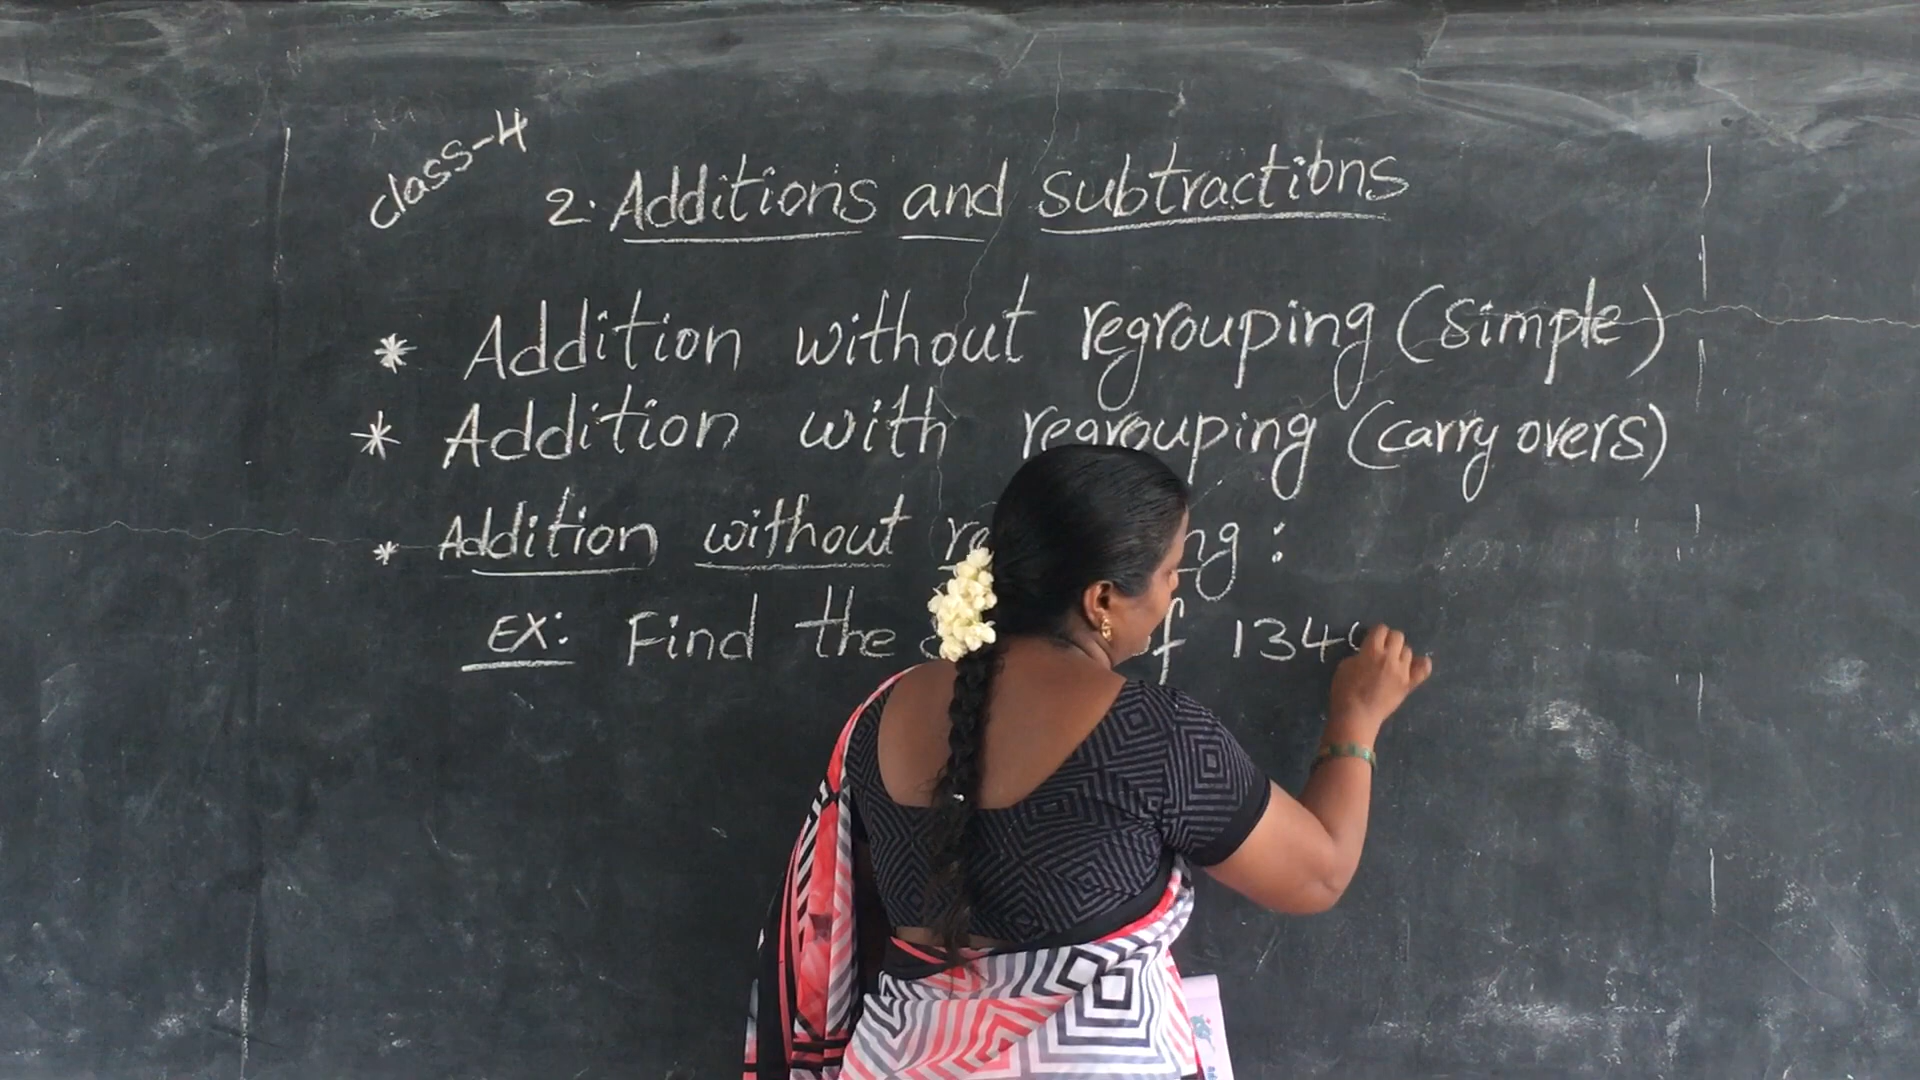 class-4
2. Additions and subtractions
* Addition without regrouping (simple)
* Addition with regrouping (carry overs)
* Addition without :
EX: Find the 134